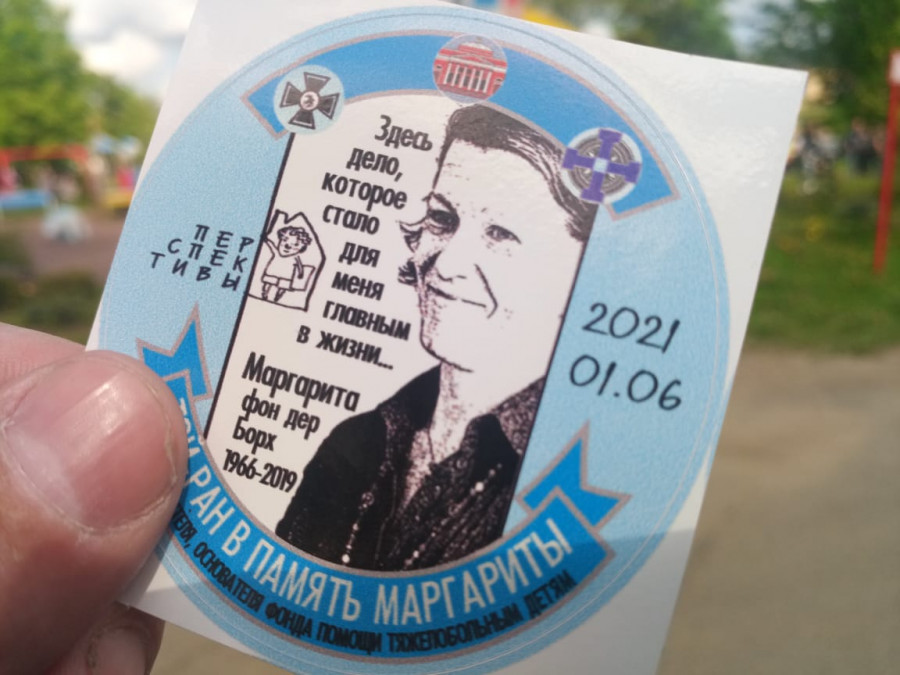 Здесь
дело,
которое
стало
для
меня
главным
в жизни...
Маргарита
фон дер
Борх
1966-2019
ПЕР
СПЕК
ТИВЫ
2021
01.06
РАН В ПАМЯТЬ МАРГАРИТЫ
ОСНОВАТЕЛЯ ФОНДА ПОМОЩИ ТЯЖЕЛОБОЛЬНЫМ ДЕТЯМ